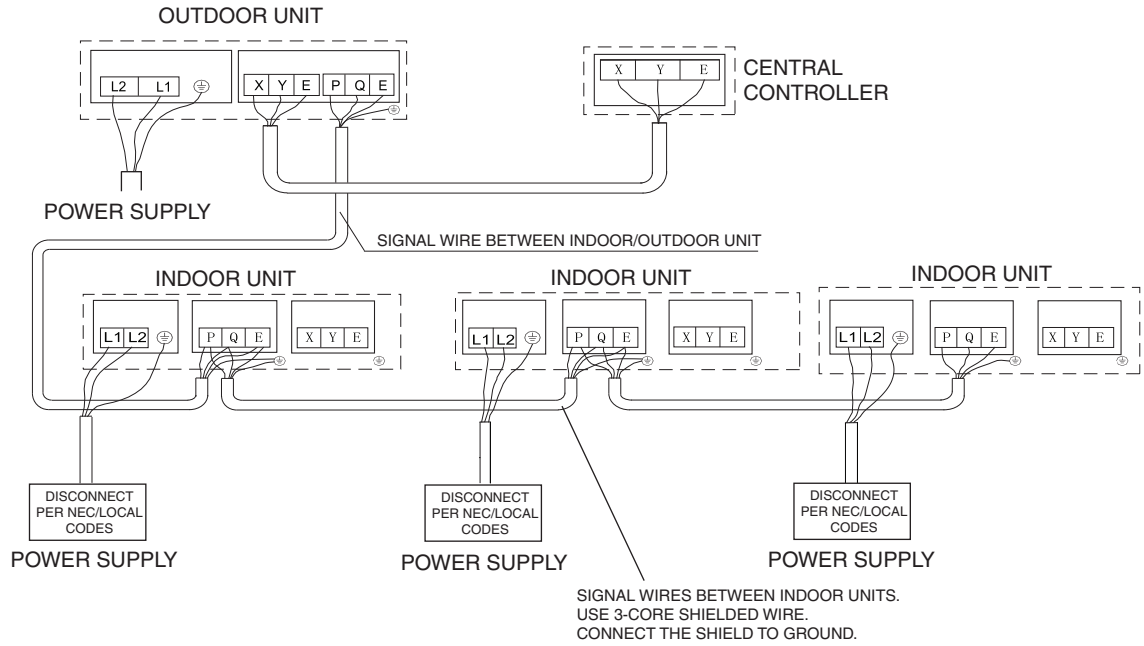 OUTDOOR UNIT
L2 L1
X Y E P Q E
X Y E
CENTRAL
CONTROLLER
POWER SUPPLY
SIGNAL WIRE BETWEEN INDOOR/OUTDOOR UNIT
INDOOR UNIT
L1 L2
P Q E
X Y E
INDOOR UNIT
L1 L2
P Q E
X Y E
INDOOR UNIT
L1 L2
P Q E
X Y E
DISCONNECT
PER NEC/LOCAL
CODES
POWER SUPPLY
DISCONNECT
PER NEC/LOCAL
CODES
POWER SUPPLY
DISCONNECT
PER NEC/LOCAL
CODES
POWER SUPPLY
SIGNAL WIRES BETWEEN INDOOR UNITS.
USE 3-CORE SHIELDED WIRE.
CONNECT THE SHIELD TO GROUND.